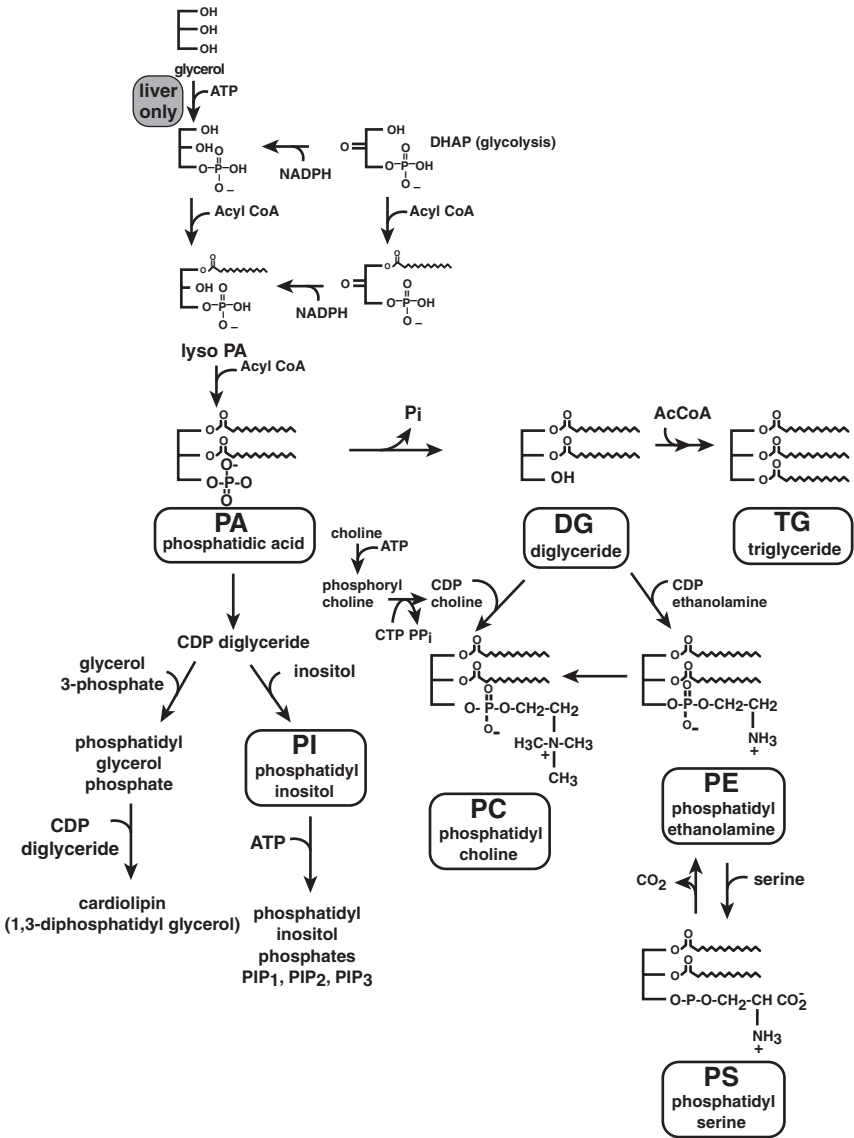 OH
OH
OH
glycerol
liver
only
ATP
OH
OH
O
O-P-OH
O –
NADPH
OH
O
O
O-P-OH
O –
DHAP (glycolysis)
Acyl CoA
Acyl CoA
O
O
OH
O
O-P-OH
O –
NADPH
O
O
O
O
O-P-OH
O –
lyso PA
Acyl CoA
O
O
O
O
O-
O-P-O
O
Pi
O
O
O
O
OH
AcCoA
O
O
O
O
O
O
PA
phosphatidic acid
DG
diglyceride
TG
triglyceride
choline
ATP
phosphoryl
choline
CTP PPi
CDP
choline
CDP
ethanolamine
CDP diglyceride
glycerol
3-phosphate
inositol
O
O
O
O
O
O- P-O-CH2-CH2
O-
H3C-N-CH3
+
CH3
O
O
O
O
O
O-P-O-CH2-CH2
O-
NH3
+
phosphatidyl
glycerol
phosphate
PI
phosphatidyl
inositol
PC
phosphatidyl
choline
PE
phosphatidyl
ethanolamine
CDP
diglyceride
ATP
CO2
serine
cardiolipin
(1,3-diphosphatidyl glycerol)
phosphatidyl
inositol
phosphates
PIP1, PIP2, PIP3
O
O
O
O
O-P-O-CH2-CH CO2-
NH3
+
PS
phosphatidyl
serine